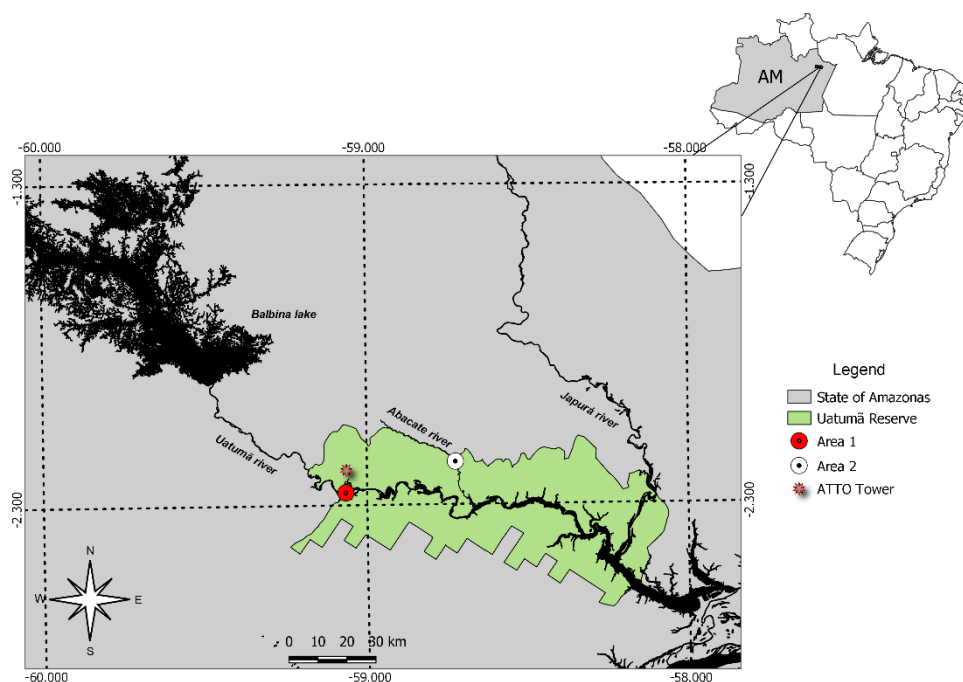 AM
-60.000
-59.000
-58.000
-1.300
-1.300
Balbina lake
Uatumã river
Abacate river
Japurá river
-2.300
-2.300
N
W
E
S
0 10 20 30 km
-60.000
-59.000
-58.000
Legend
State of Amazonas
Uatumã Reserve
Area 1
Area 2
ATTO Tower